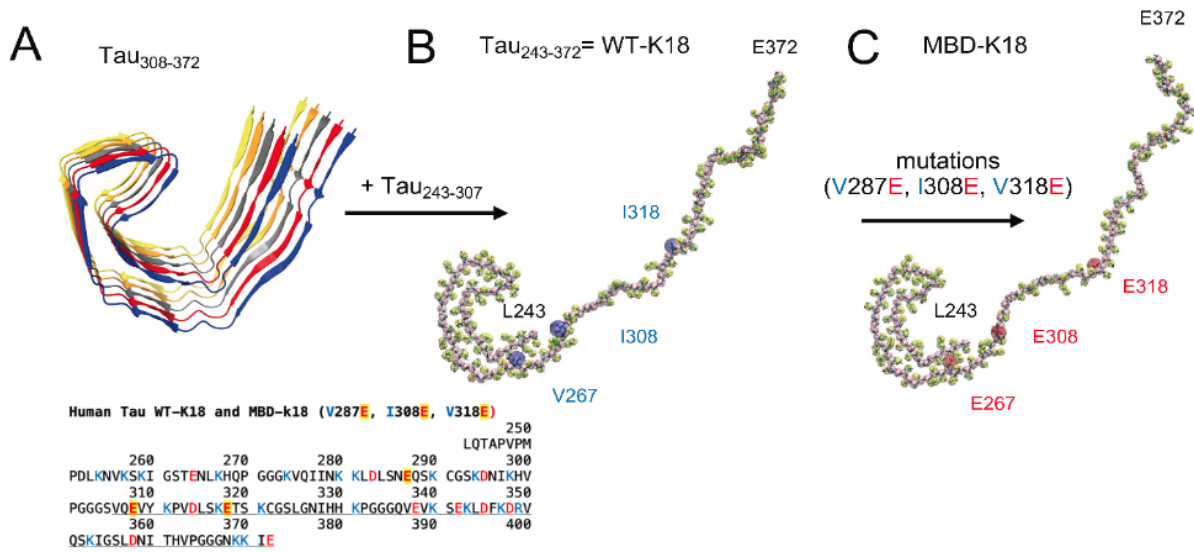 A
Tau308-372
+ Tau243-307
B
Tau243-372= WT-K18
E372
I318
L243
I308
V267
C
MBD-K18
E372
mutations
(V287E, I308E, V318E)
E318
L243
E308
E267
Human Tau WT-K18 and MBD-k18 (V287E, I308E, V318E)
250
LQTAPVPM
260 270 280 290 300
PDLKNVKSKI GSTENLKHQP GGGKVQIINK KLDLSNEQSK CGSKDNIKHV
310 320 330 340 350
PGGGSVQEVY KPVDLSKETS KCGSLGNIHH KPGGGQVEVK SEKLDFKDRV
360 370 380 390 400
QSKIGSLDNI THVPGGGNKK IE